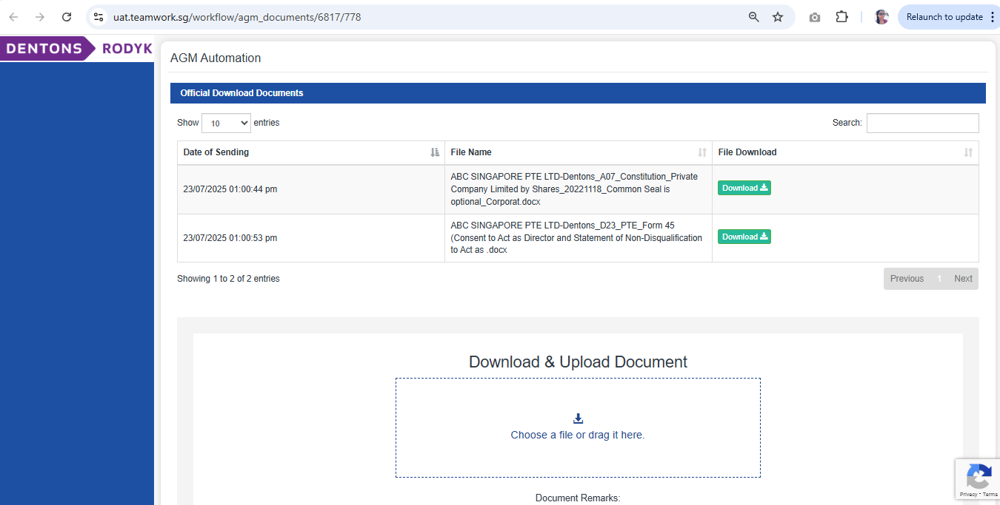 uat.teamwork.sg/workflow/agm_documents/6817/778
Relaunch to update
DENTONS RODYK
AGM Automation
Official Download Documents
Show 10 entries
Search:
Date of Sending File Name File Download
ABC SINGAPORE PTE LTD-Dentons_A07_Constitution_Private
23/07/2025 01:00:44 pm Company Limited by Shares_20221118_Common Seal is Download
optional_Corporat.docx
ABC SINGAPORE PTE LTD-Dentons_D23_PTE_Form 45
23/07/2025 01:00:53 pm (Consent to Act as Director and Statement of Non-Disqualification Download
to Act as .docx
Showing 1 to 2 of 2 entries
Previous 1 Next
Download & Upload Document
Choose a file or drag it here.
Document Remarks:
Privacy - Terms